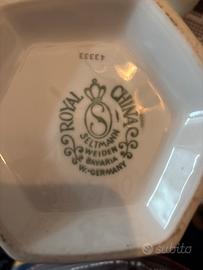 43333
ROYAL CHINA
S
SELTMANN
WEIDEN
BAVARIA
W.-GERMANY
subito